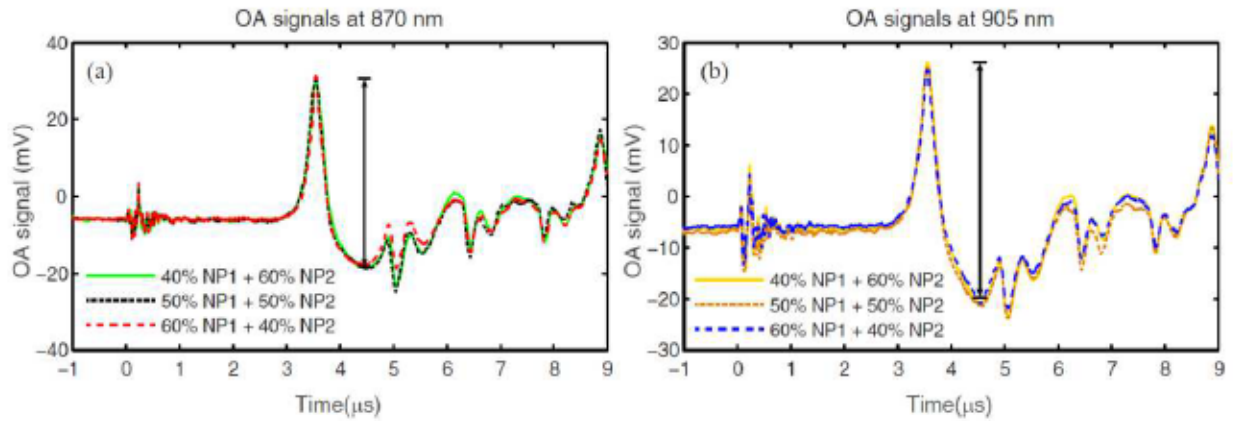 OA signals at 870 nm
40
(a)
20
0
−20
−40
OA signal (mV)
40% NP1 + 60% NP2
50% NP1 + 50% NP2
60% NP1 + 40% NP2
−1 0 1 2 3 4 5 6 7 8 9
Time(μs)
OA signals at 905 nm
30
(b)
20
10
0
−10
−20
−30
OA signal (mV)
40% NP1 + 60% NP2
50% NP1 + 50% NP2
60% NP1 + 40% NP2
−1 0 1 2 3 4 5 6 7 8 9
Time(μs)